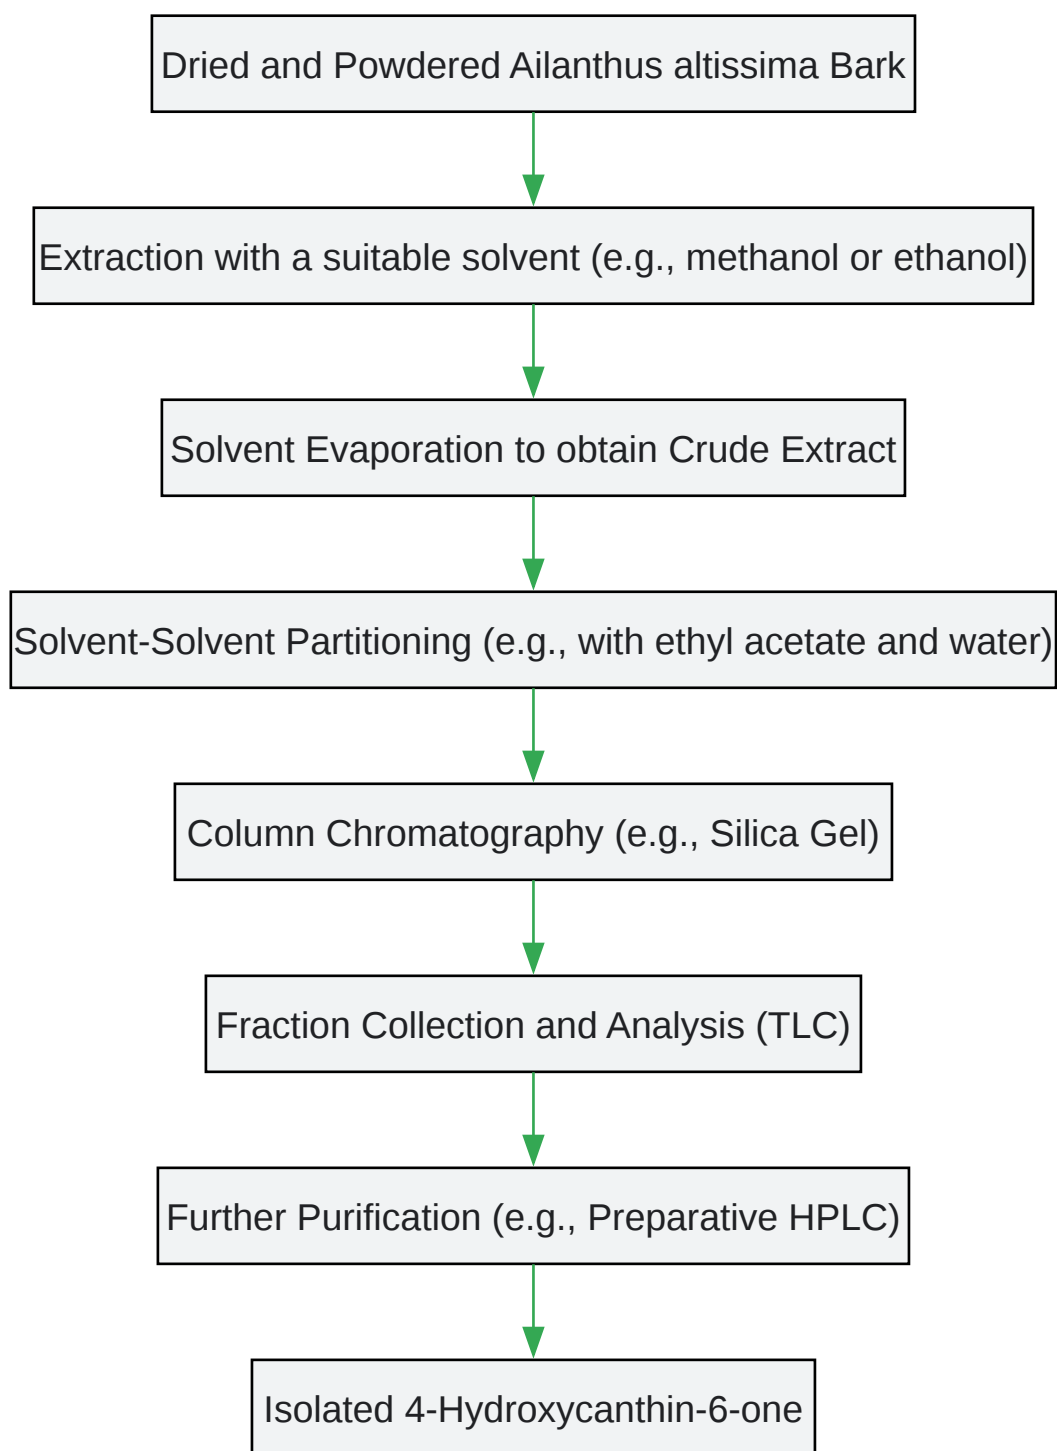 Dried and Powdered Ailanthus altissima Bark
Extraction with a suitable solvent (e.g., methanol or ethanol)
Solvent Evaporation to obtain Crude Extract
Solvent-Solvent Partitioning (e.g., with ethyl acetate and water)
Column Chromatography (e.g., Silica Gel)
Fraction Collection and Analysis (TLC)
Further Purification (e.g., Preparative HPLC)
Isolated 4-Hydroxycanthin-6-one